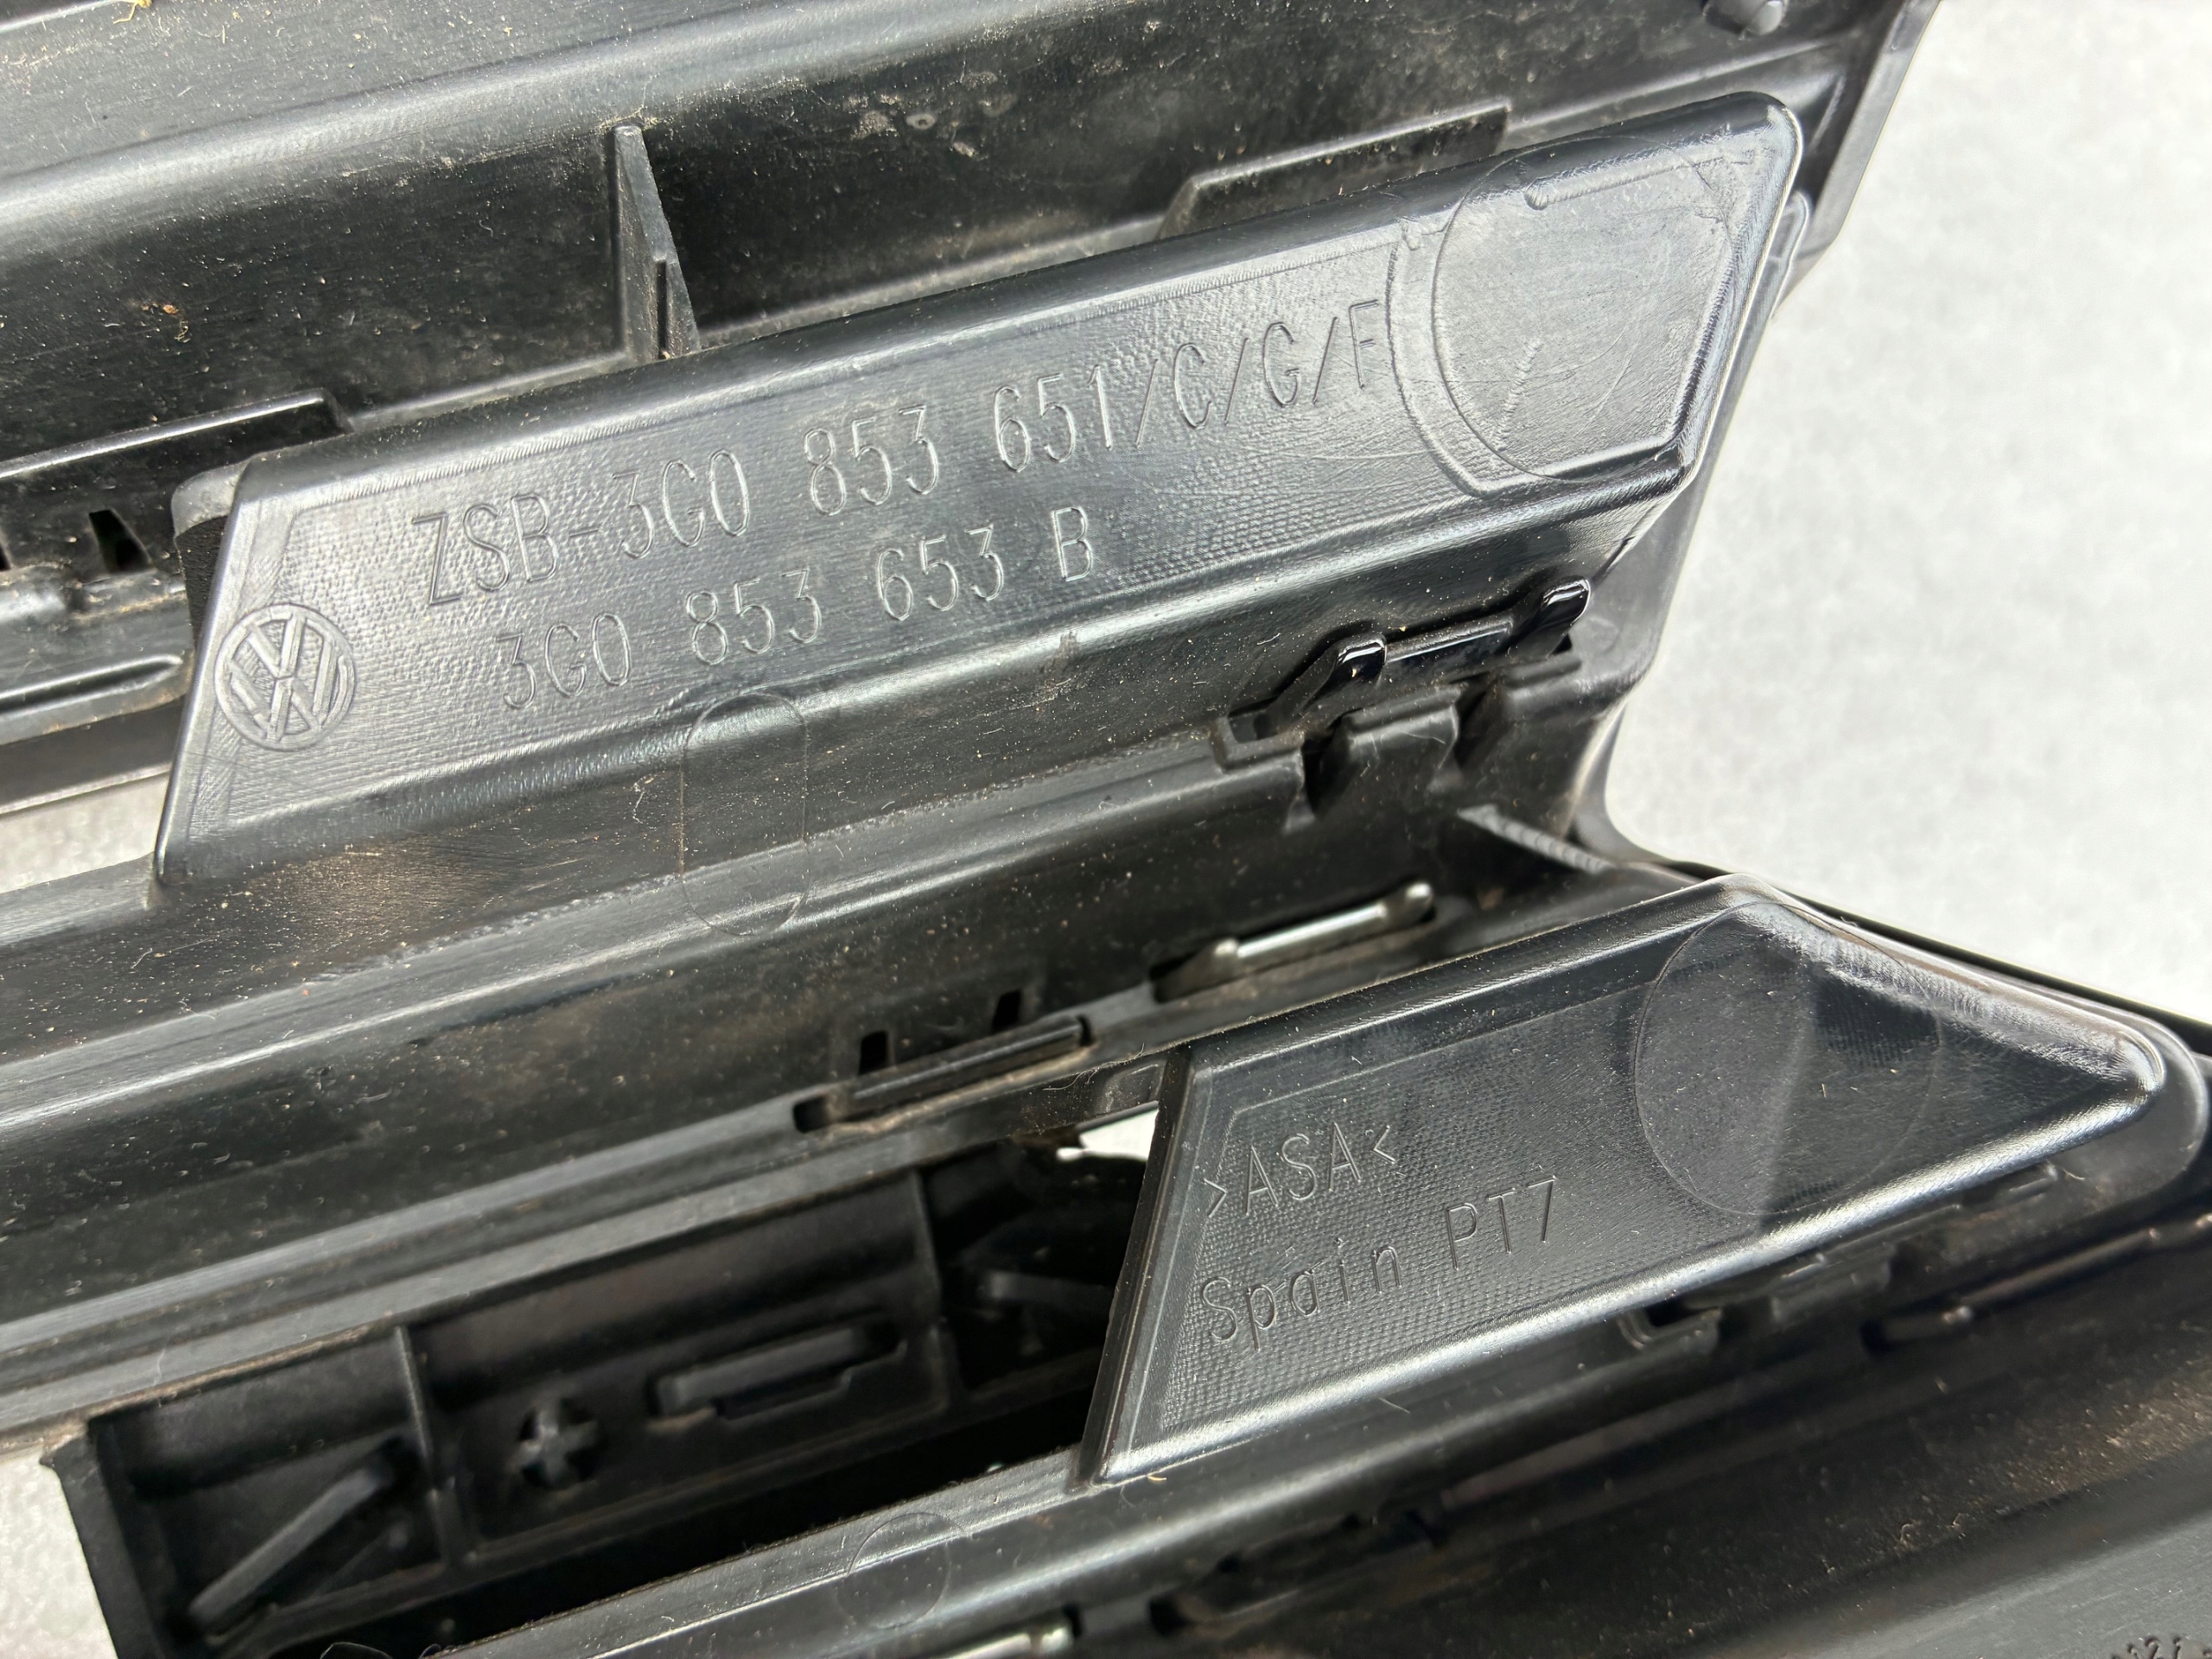 ZSB-3G0 853 651/C/G/F
3G0 853 653 B
>ASA<
Spain PT7